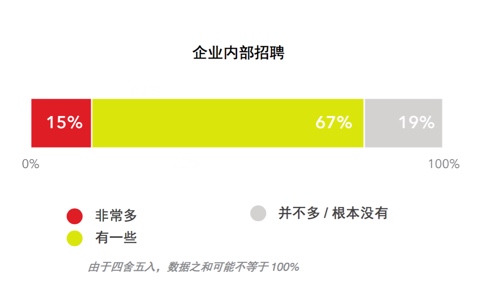 企业内部招聘
15%
67%
19%
0%
100%
非常多
有一些
并不多 / 根本没有
由于四舍五入，数据之和可能不等于 100%